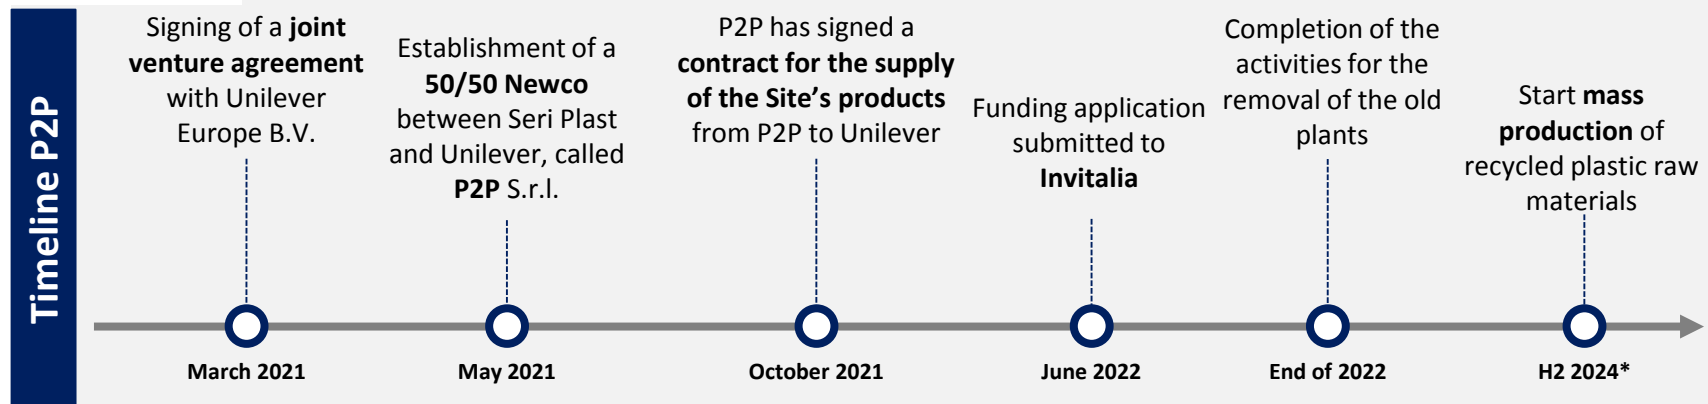 Timeline P2P
Signing of a joint
venture agreement
with Unilever
Europe B.V.
March 2021
Establishment of a
50/50 Newco
between Seri Plast
and Unilever, called
P2P S.r.l.
May 2021
P2P has signed a
contract for the supply
of the Site's products
from P2P to Unilever
October 2021
Funding application
submitted to
Invitalia
June 2022
Completion of the
activities for the
removal of the old
plants
End of 2022
Start mass
production of
recycled plastic raw
materials
H2 2024*